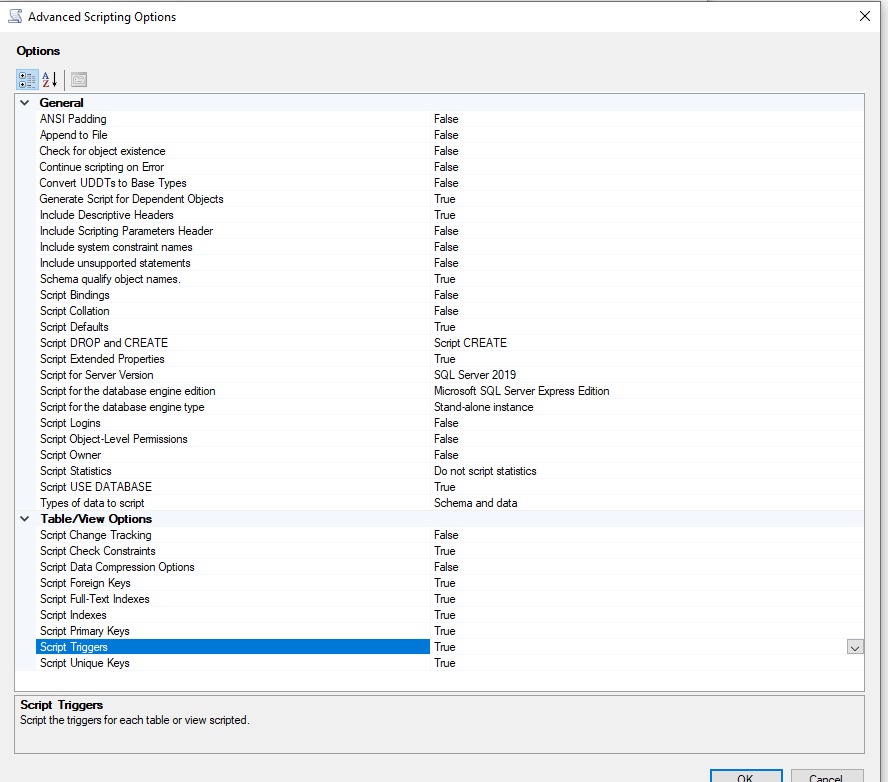 Advanced Scripting Options
Options
General
ANSI Padding False
Append to File False
Check for object existence False
Continue scripting on Error False
Convert UDDTs to Base Types False
Generate Script for Dependent Objects True
Include Descriptive Headers True
Include Scripting Parameters Header False
Include system constraint names False
Include unsupported statements False
Schema qualify object names. True
Script Bindings False
Script Collation False
Script Defaults True
Script DROP and CREATE Script CREATE
Script Extended Properties True
Script for Server Version SQL Server 2019
Script for the database engine edition Microsoft SQL Server Express Edition
Script for the database engine type Stand-alone instance
Script Logins False
Script Object-Level Permissions False
Script Owner False
Script Statistics Do not script statistics
Script USE DATABASE True
Types of data to script Schema and data
Table/View Options
Script Change Tracking False
Script Check Constraints True
Script Data Compression Options False
Script Foreign Keys True
Script Full-Text Indexes True
Script Indexes True
Script Primary Keys True
Script Triggers True
Script Unique Keys True
Script Triggers
Script the triggers for each table or view scripted.
OK Cancel